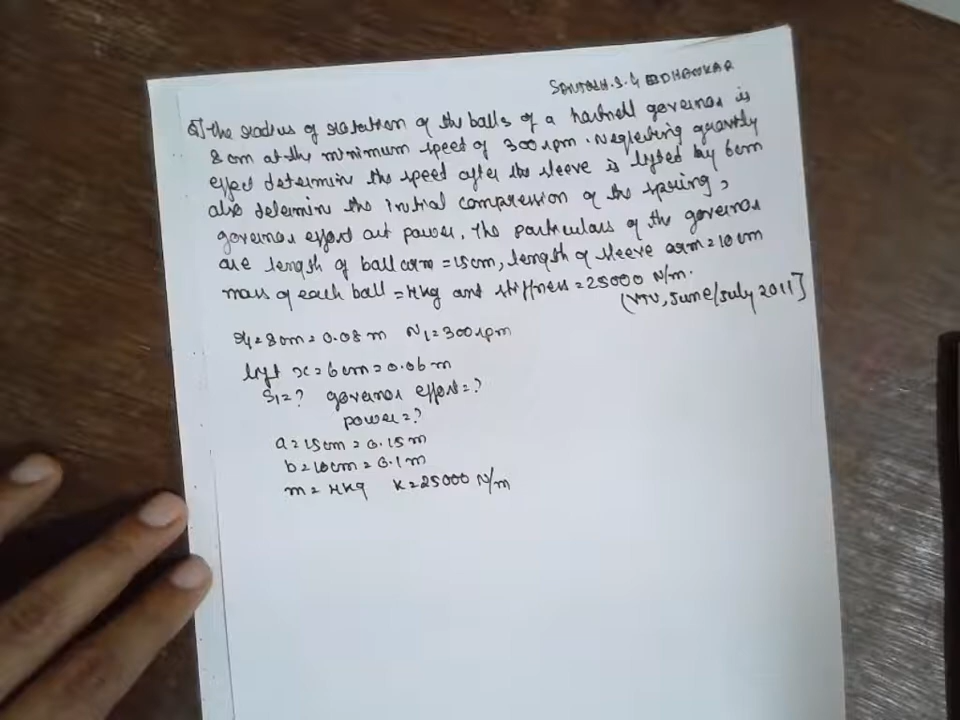 SANTOSH.S.G DHANKAR
Q] The radius of rotation of the balls of a hartnell governor is
8 cm at the minimum speed of 300 rpm. Neglecting gravity
effect determine the speed after the sleeve is lifted by 6cm
also determine the initial compression of the spring,
governor effort and power. The particulars of the governor
are length of ball arm = 15cm, length of sleeve arm = 10 cm
mass of each ball = 4kg and stiffness = 25000 N/m.
(VTU, June/July 2011]
r1 = 8cm = 0.08 m N1 = 300 rpm
lift x = 6 cm = 0.06 m
S1 = ? governor effort = ?
power = ?
a = 15cm = 0.15 m
b = 10cm = 0.1 m
m = 4kg K = 25000 N/m